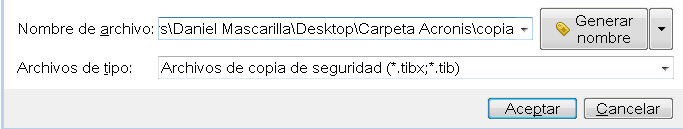 Nombre de archivo: s\Daniel Mascarilla\Desktop\Carpeta Acronis\copia Generar nombre
Archivos de tipo: Archivos de copia de seguridad (*.tibx;*.tib)
Aceptar Cancelar